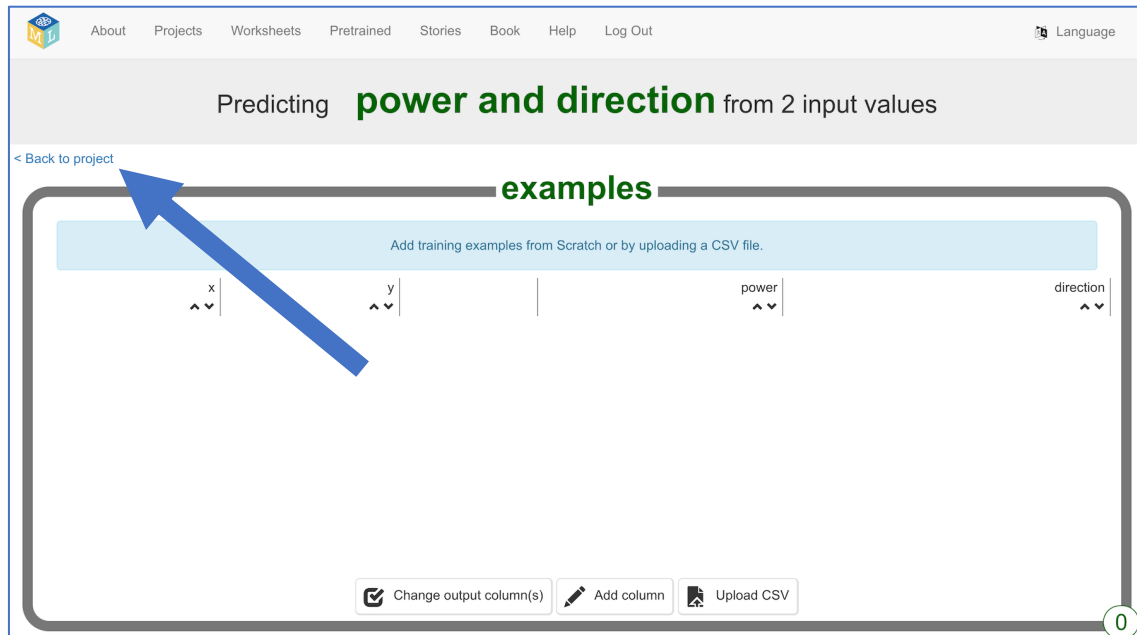 ML
About Projects Worksheets Pretrained Stories Book Help Log Out Language
Predicting power and direction from 2 input values
< Back to project
examples
Add training examples from Scratch or by uploading a CSV file.
x y power direction
Change output column(s) Add column Upload CSV
0